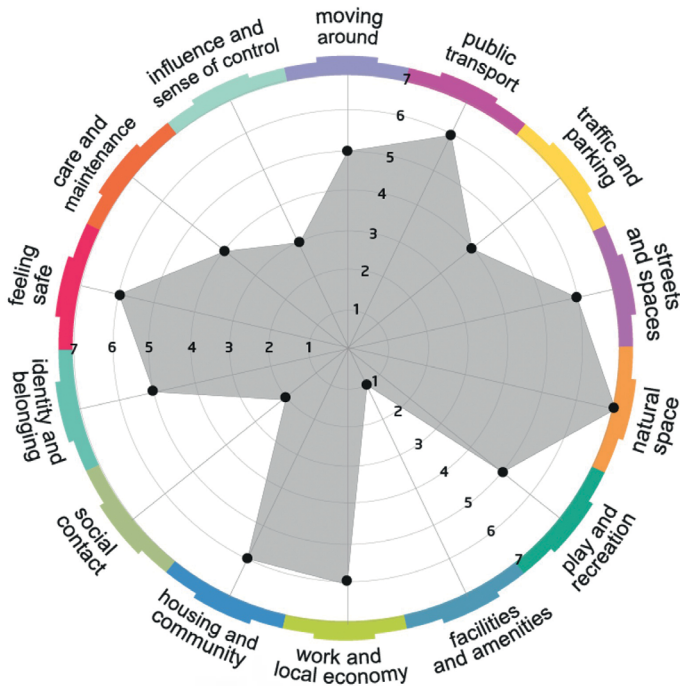 moving
around
public
transport
traffic and
parking
streets
and spaces
natural
space
play and
recreation
facilities
and amenities
work and
local economy
housing and
community
social
contact
identity and
belonging
feeling
safe
care and
maintenance
influence and
sense of control
7
6
5
4
3
2
1
7 6 5 4 3 2 1
1
2
3
4
5
6
7